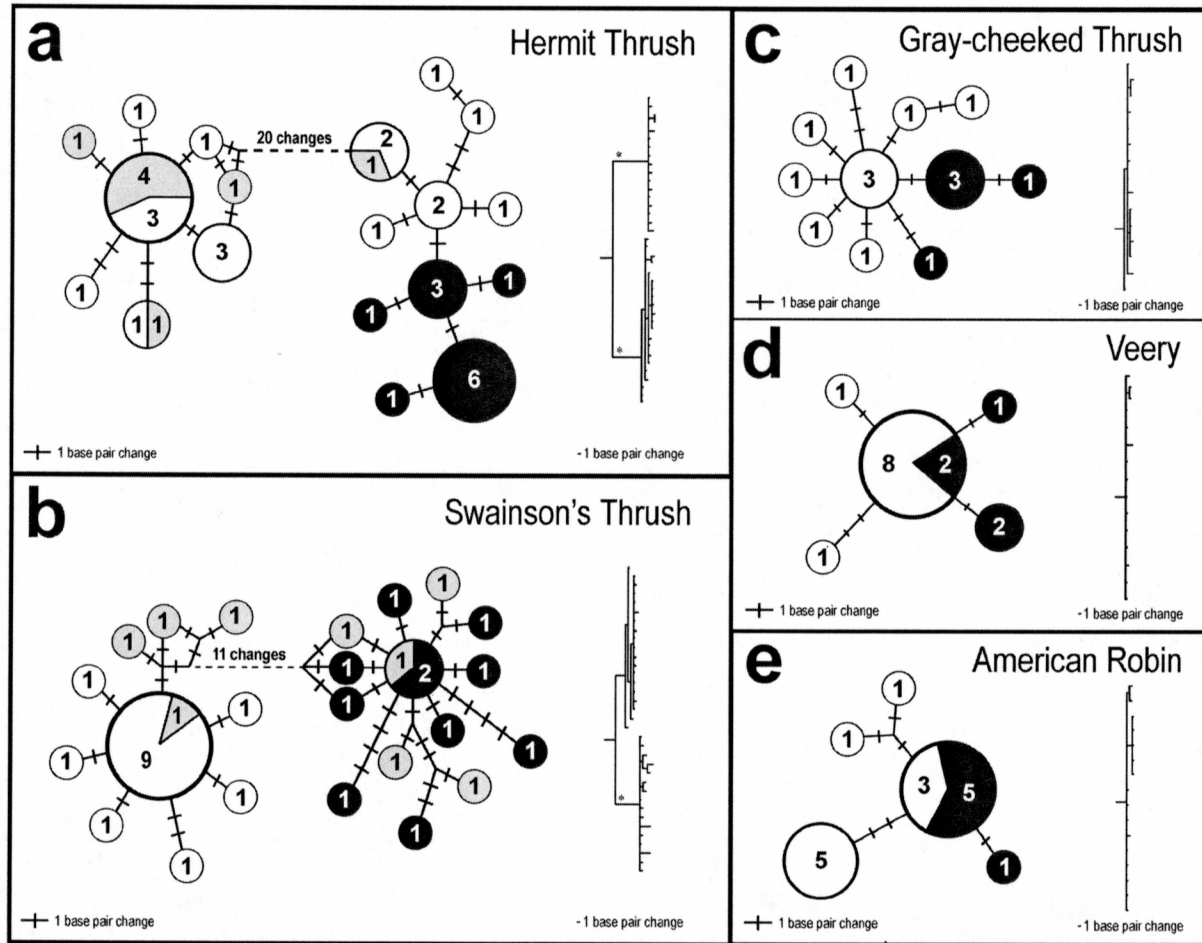 a
Hermit Thrush
1
1
1 1 1
20 changes
2
1
4
1
1
3
3
2 1
1
1
3 1
1
1 1
6
1
1 base pair change
- 1 base pair change
*
*
b
Swainson's Thrush
1
1 1
1
1
1
1
1
11 changes
1
1 2 1
1
1
1
1
9
1
1
1
1
1
1
1
1
1
1
1
1 base pair change
- 1 base pair change
*
c
Gray-cheeked Thrush
1
1 1
1
1 3 3 1
1
1 1
1 base pair change
- 1 base pair change
d
Veery
1 1
8 2
2
1
1 base pair change
- 1 base pair change
e
American Robin
1
1
3 5
5 1
1 base pair change
- 1 base pair change